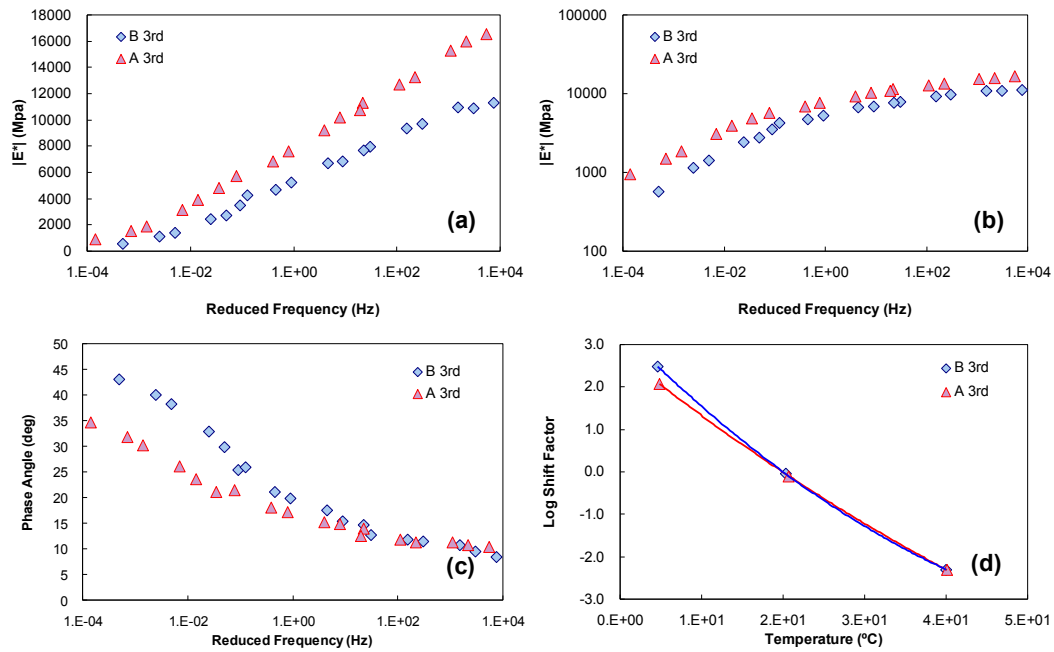 18000
16000
14000
12000
10000
8000
6000
4000
2000
0
|E*| (Mpa)
B 3rd
A 3rd
(a)
1.E-04 1.E-02 1.E+00 1.E+02 1.E+04
Reduced Frequency (Hz)
100000
10000
1000
100
|E*| (Mpa)
B 3rd
A 3rd
(b)
1.E-04 1.E-02 1.E+00 1.E+02 1.E+04
Reduced Frequency (Hz)
50
45
40
35
30
25
20
15
10
5
0
Phase Angle (deg)
B 3rd
A 3rd
(c)
1.E-04 1.E-02 1.E+00 1.E+02 1.E+04
Reduced Frequency (Hz)
3.0
2.0
1.0
0.0
-1.0
-2.0
-3.0
Log Shift Factor
B 3rd
A 3rd
(d)
0.E+00 1.E+01 2.E+01 3.E+01 4.E+01 5.E+01
Temperature (ºC)